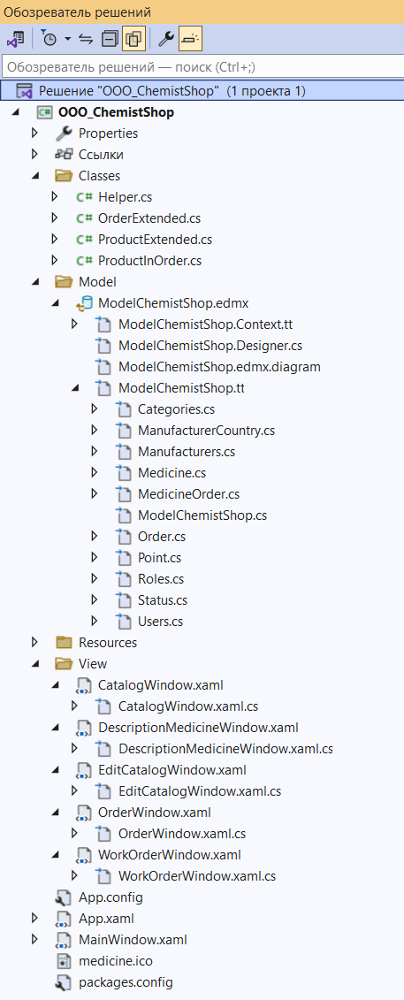 Обозреватель решений
Обозреватель решений — поиск (Ctrl+;)
Решение "OOO_ChemistShop" (1 проекта 1)
C# OOO_ChemistShop
Properties
Ссылки
Classes
C# Helper.cs
C# OrderExtended.cs
C# ProductExtended.cs
C# ProductInOrder.cs
Model
ModelChemistShop.edmx
ModelChemistShop.Context.tt
ModelChemistShop.Designer.cs
ModelChemistShop.edmx.diagram
ModelChemistShop.tt
Categories.cs
ManufacturerCountry.cs
Manufacturers.cs
Medicine.cs
MedicineOrder.cs
ModelChemistShop.cs
Order.cs
Point.cs
Roles.cs
Status.cs
Users.cs
Resources
View
CatalogWindow.xaml
CatalogWindow.xaml.cs
DescriptionMedicineWindow.xaml
DescriptionMedicineWindow.xaml.cs
EditCatalogWindow.xaml
EditCatalogWindow.xaml.cs
OrderWindow.xaml
OrderWindow.xaml.cs
WorkOrderWindow.xaml
WorkOrderWindow.xaml.cs
App.config
App.xaml
MainWindow.xaml
medicine.ico
packages.config